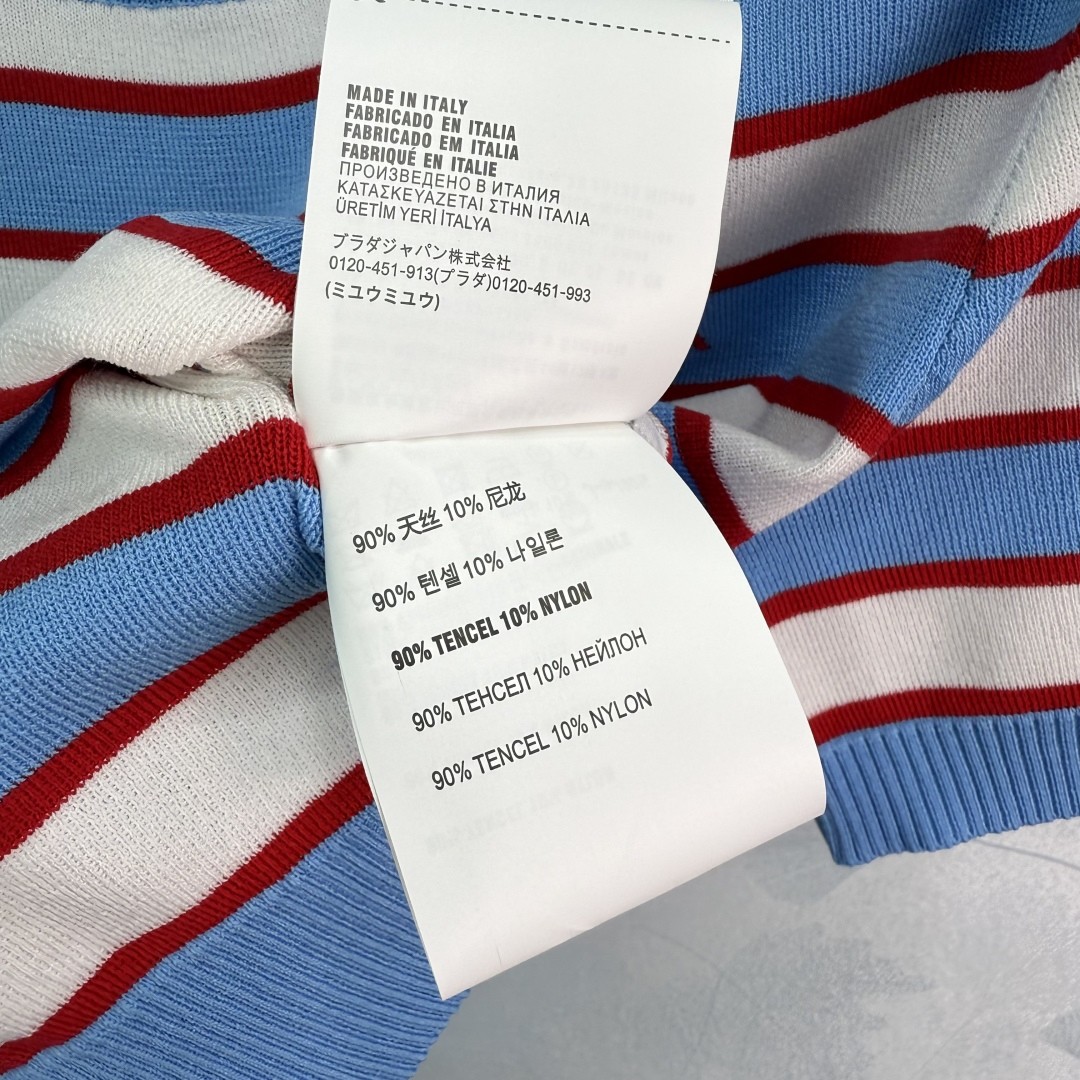 MADE IN ITALY
FABRICADO EN ITALIA
FABRICADO EM ITALIA
FABRIQUÉ EN ITALIE
ПРОИЗВЕДЕНО В ИТАЛИЯ
ΚΑΤΑΣΚΕΥΑΖΕΤΑΙ ΣΤΗΝ ΙΤΑΛΙΑ
ÜRETİM YERİ İTALYA
プラダジャパン株式会社
0120-451-913(プラダ)0120-451-993
(ミユウミユウ)
90% 天丝 10% 尼龙
90% 텐셀 10% 나일론
90% TENCEL 10% NYLON
90% ТЕНСЕЛ 10% НЕЙЛОН
90% TENCEL 10% NYLON